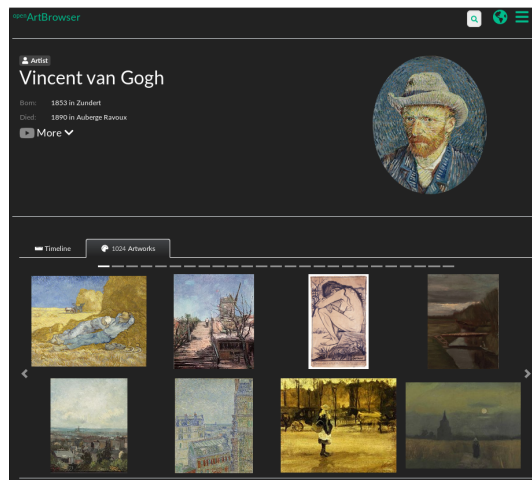 openArtBrowser
Artist
Vincent van Gogh
Born: 1853 in Zundert
Died: 1890 in Auberge Ravoux
More
Timeline
1024 Artworks